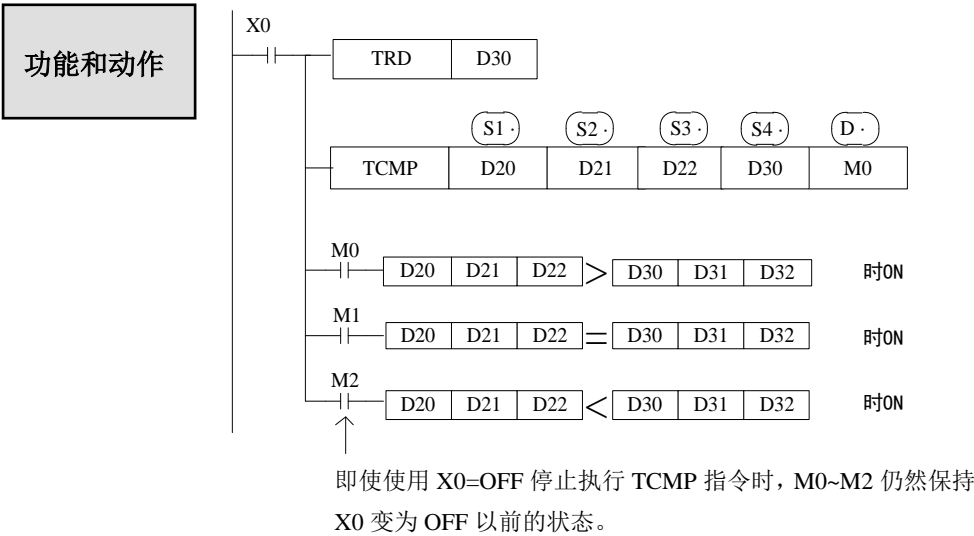 功能和动作
X0
TRD D30
S1· S2· S3· S4· D·
TCMP D20 D21 D22 D30 M0
M0
D20 D21 D22 > D30 D31 D32 时ON
M1
D20 D21 D22 = D30 D31 D32 时ON
M2
D20 D21 D22 < D30 D31 D32 时ON
即使使用 X0=OFF 停止执行 TCMP 指令时，M0~M2 仍然保持
X0 变为 OFF 以前的状态。